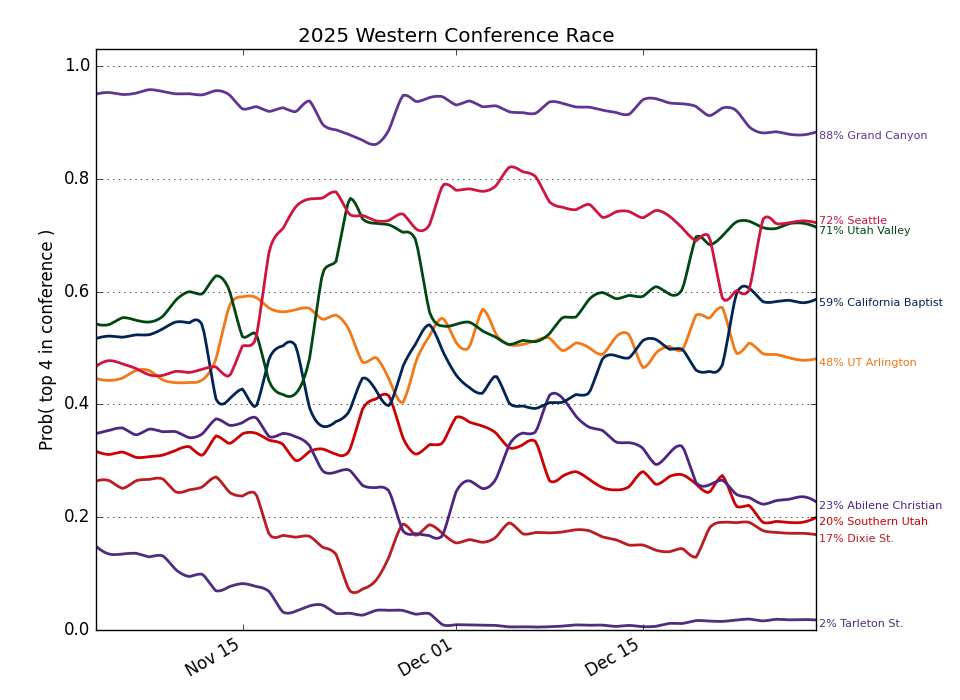 2025 Western Conference Race
Prob( top 4 in conference )
1.0
0.8
0.6
0.4
0.2
0.0
Nov 15
Dec 01
Dec 15
88% Grand Canyon
72% Seattle
71% Utah Valley
59% California Baptist
48% UT Arlington
23% Abilene Christian
20% Southern Utah
17% Dixie St.
2% Tarleton St.